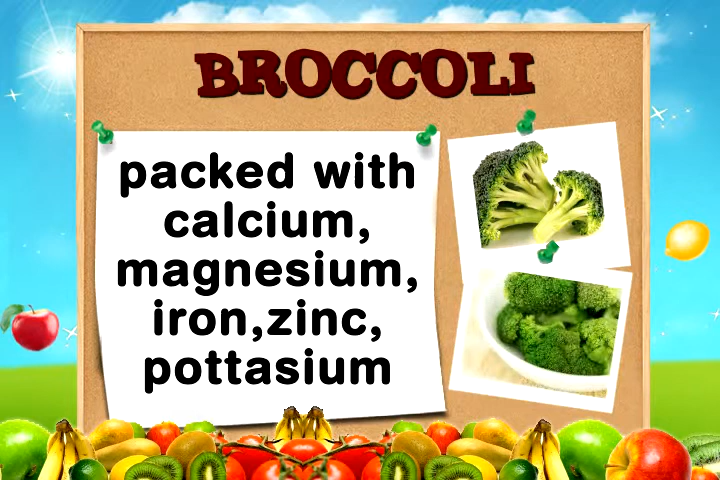 BROCCOLI
packed with
calcium,
magnesium,
iron,zinc,
pottasium